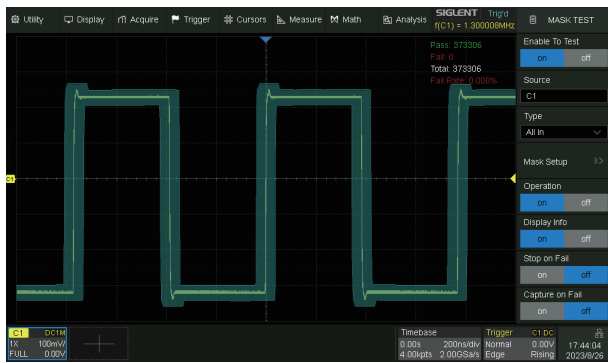 Utility Display Acquire Trigger Cursors Measure Math Analysis SIGLENT Trig'd
f(C1) = 1.300008MHz
MASK TEST
Pass: 373306
Fail: 0
Total: 373306
Fail Rate: 0.000%
Enable To Test
on off
Source
C1
Type
All In
Mask Setup
Operation
on off
Display Info
on off
Stop on Fail
on off
Capture on Fail
on off
C1
C1 DC1M
1X 100mV/
FULL 0.00V
Timebase
0.00s 200ns/div
4.00kpts 2.00GSa/s
Trigger C1 DC
Normal 0.00V
Edge Rising
17:44:04
2023/8/26